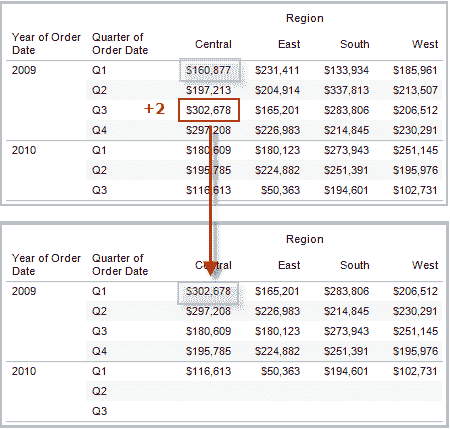 Region
Year of Order Date Quarter of Order Date Central East South West
2009 Q1 $160,877 $231,411 $133,934 $185,961
Q2 $197,213 $204,914 $337,813 $213,507
+2 Q3 $302,678 $165,201 $283,806 $206,512
Q4 $297,208 $226,983 $214,845 $230,291
2010 Q1 $180,609 $180,123 $273,943 $251,145
Q2 $195,785 $224,882 $251,391 $195,976
Q3 $116,613 $50,363 $194,601 $102,731
Region
Year of Order Date Quarter of Order Date Central East South West
2009 Q1 $302,678 $165,201 $283,806 $206,512
Q2 $297,208 $226,983 $214,845 $230,291
Q3 $180,609 $180,123 $273,943 $251,145
Q4 $195,785 $224,882 $251,391 $195,976
2010 Q1 $116,613 $50,363 $194,601 $102,731
Q2
Q3